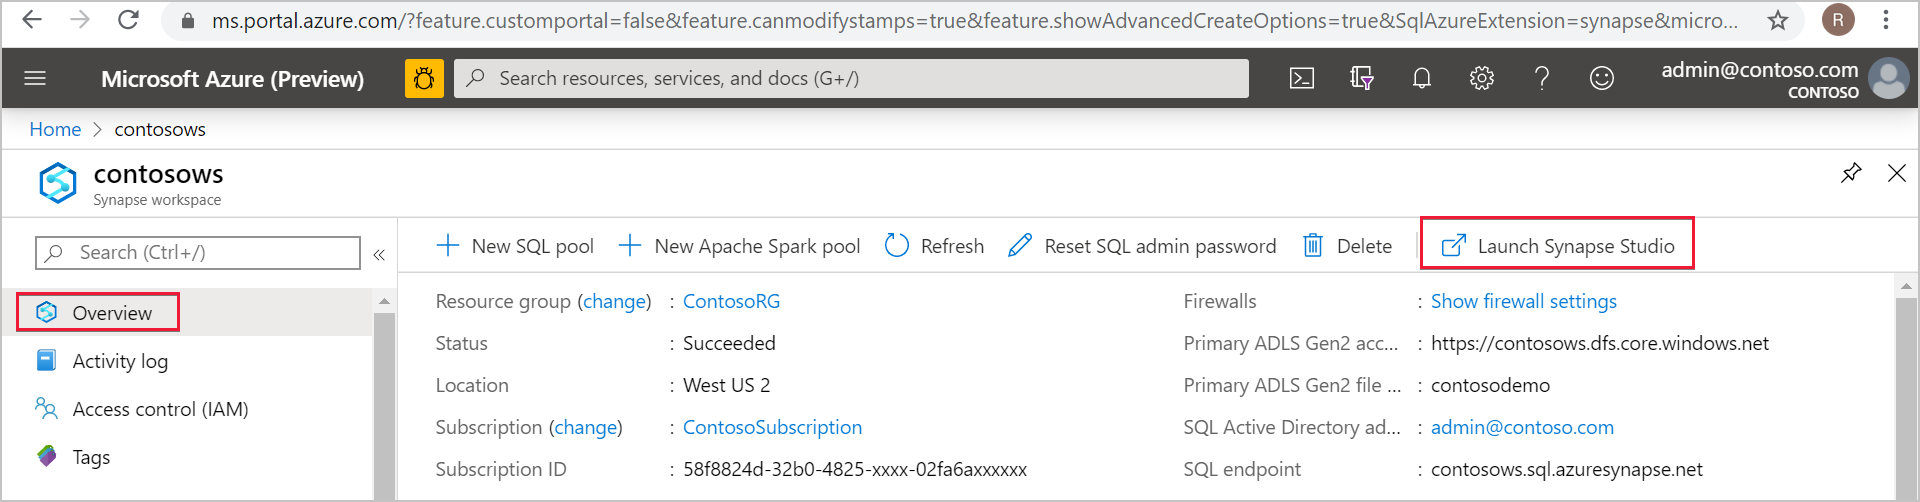 ms.portal.azure.com/?feature.customportal=false&feature.canmodifystamps=true&feature.showAdvancedCreateOptions=true&SqlAzureExtension=synapse&micro...
R
Microsoft Azure (Preview)
Search resources, services, and docs (G+/)
admin@contoso.com
CONTOSO
Home > contosows
contosows
Synapse workspace
Search (Ctrl+/)
«
Overview
Activity log
Access control (IAM)
Tags
New SQL pool
New Apache Spark pool
Refresh
Reset SQL admin password
Delete
Launch Synapse Studio
Resource group (change) : ContosoRG
Status : Succeeded
Location : West US 2
Subscription (change) : ContosoSubscription
Subscription ID : 58f8824d-32b0-4825-xxxx-02fa6axxxxxx
Firewalls : Show firewall settings
Primary ADLS Gen2 acc... : https://contosows.dfs.core.windows.net
Primary ADLS Gen2 file ... : contosodemo
SQL Active Directory ad... : admin@contoso.com
SQL endpoint : contosows.sql.azuresynapse.net